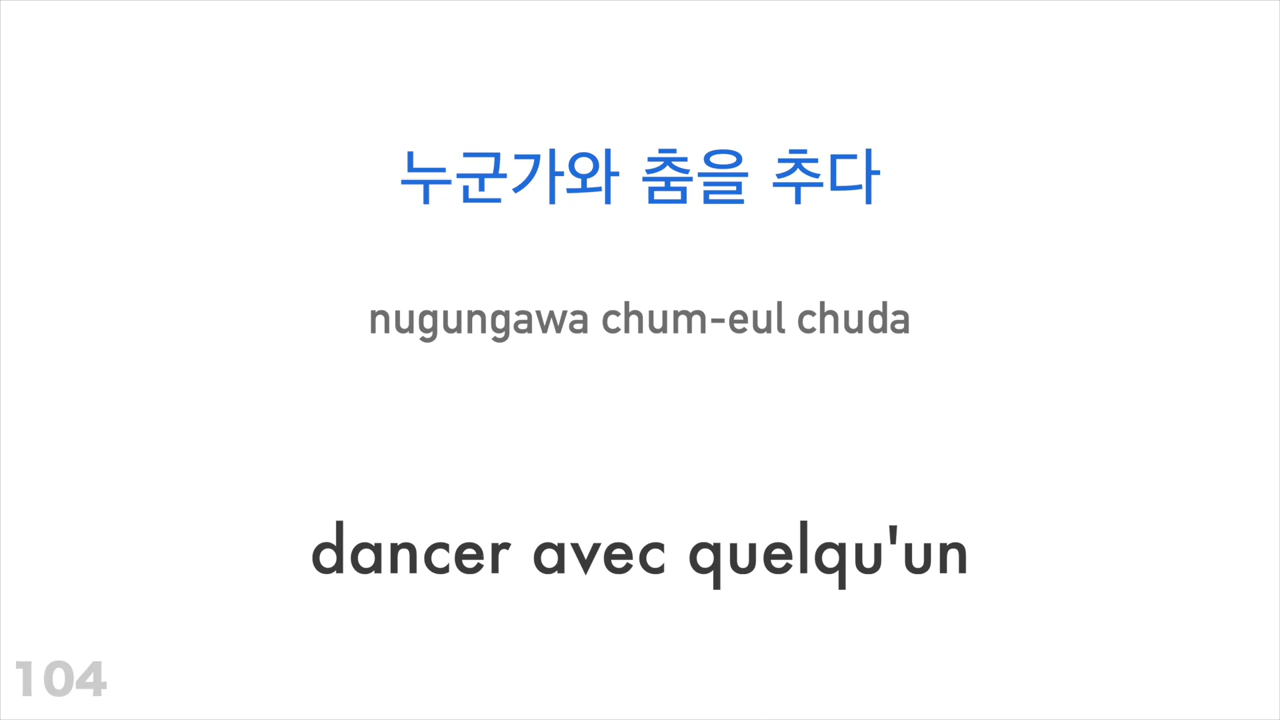 누군가와 춤을 추다
nugungawa chum-eul chuda
dancer avec quelqu'un
104